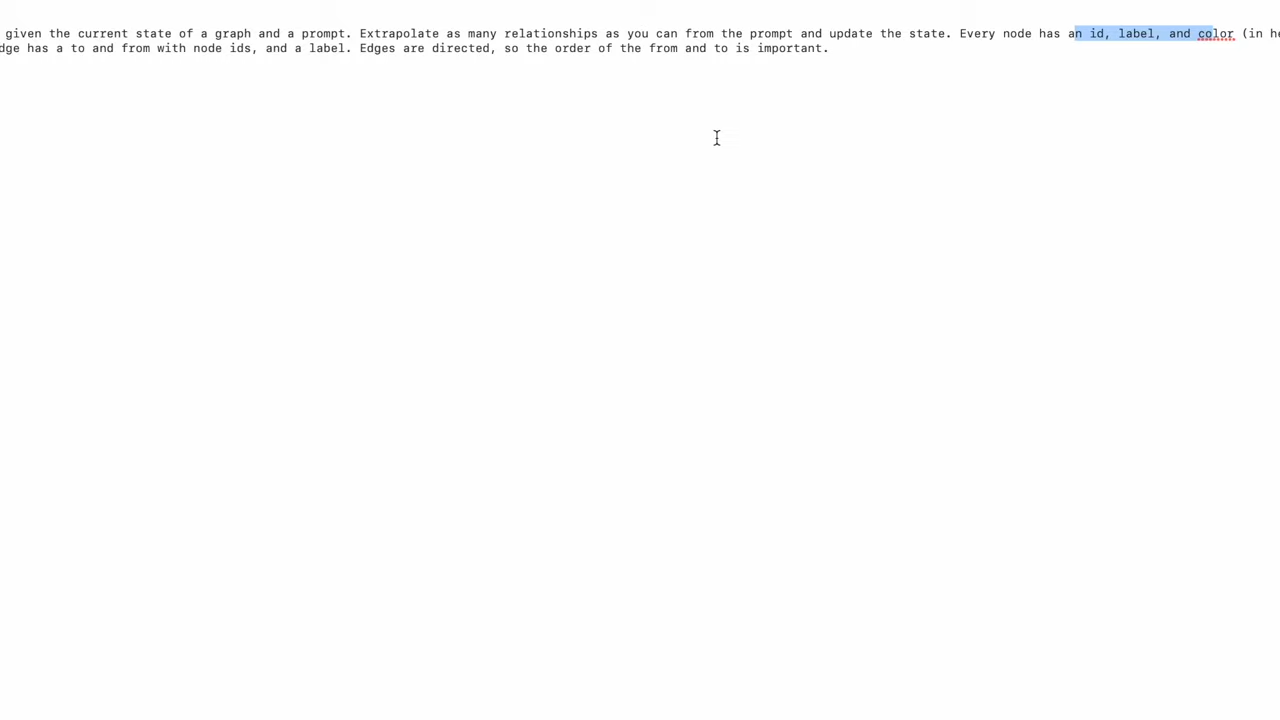 given the current state of a graph and a prompt. Extrapolate as many relationships as you can from the prompt and update the state. Every node has an id, label, and color (in he
dge has a to and from with node ids, and a label. Edges are directed, so the order of the from and to is important.